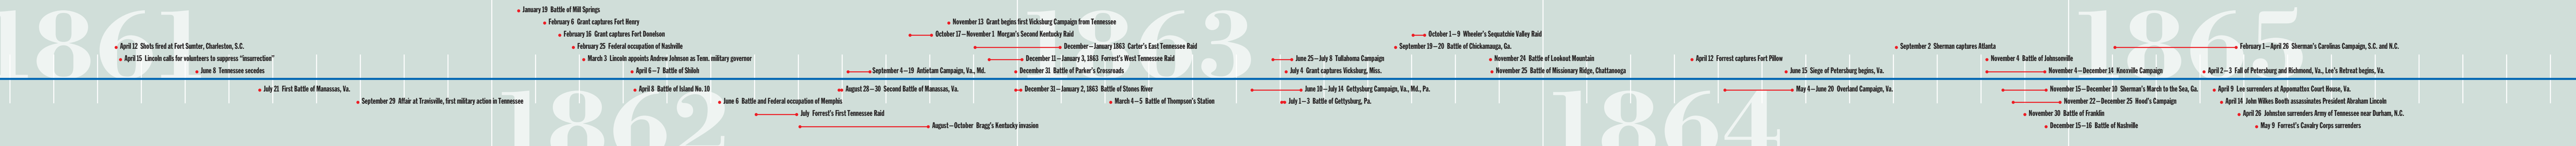 1861
April 12 Shots fired at Fort Sumter, Charleston, S.C.
April 15 Lincoln calls for volunteers to suppress “insurrection”
June 8 Tennessee secedes
July 21 First Battle of Manassas, Va.
September 29 Affair at Travisville, first military action in Tennessee
1862
January 19 Battle of Mill Springs
February 6 Grant captures Fort Henry
February 16 Grant captures Fort Donelson
February 25 Federal occupation of Nashville
March 3 Lincoln appoints Andrew Johnson as Tenn. military governor
April 6–7 Battle of Shiloh
April 8 Battle of Island No. 10
June 6 Battle and Federal occupation of Memphis
July Forrest's First Tennessee Raid
August–October Bragg's Kentucky invasion
September 4–19 Antietam Campaign, Va., Md.
August 28–30 Second Battle of Manassas, Va.
November 13 Grant begins first Vicksburg Campaign from Tennessee
October 17–November 1 Morgan's Second Kentucky Raid
December–January 1863 Carter's East Tennessee Raid
December 11–January 3, 1863 Forrest's West Tennessee Raid
December 31 Battle of Parker's Crossroads
December 31–January 2, 1863 Battle of Stones River
1863
March 4–5 Battle of Thompson's Station
June 25–July 8 Tullahoma Campaign
July 4 Grant captures Vicksburg, Miss.
June 10–July 14 Gettysburg Campaign, Va., Md., Pa.
July 1–3 Battle of Gettysburg, Pa.
October 1–9 Wheeler's Sequatchie Valley Raid
September 19–20 Battle of Chickamauga, Ga.
November 24 Battle of Lookout Mountain
November 25 Battle of Missionary Ridge, Chattanooga
1864
April 12 Forrest captures Fort Pillow
June 15 Siege of Petersburg begins, Va.
May 4–June 20 Overland Campaign, Va.
September 2 Sherman captures Atlanta
November 4 Battle of Johnsonville
November 4–December 14 Knoxville Campaign
November 15–December 10 Sherman's March to the Sea, Ga.
November 22–December 25 Hood's Campaign
November 30 Battle of Franklin
December 15–16 Battle of Nashville
1865
February 1–April 26 Sherman's Carolinas Campaign, S.C. and N.C.
April 2–3 Fall of Petersburg and Richmond, Va., Lee's Retreat begins, Va.
April 9 Lee surrenders at Appomattox Court House, Va.
April 14 John Wilkes Booth assassinates President Abraham Lincoln
April 26 Johnston surrenders Army of Tennessee near Durham, N.C.
May 9 Forrest's Cavalry Corps surrenders